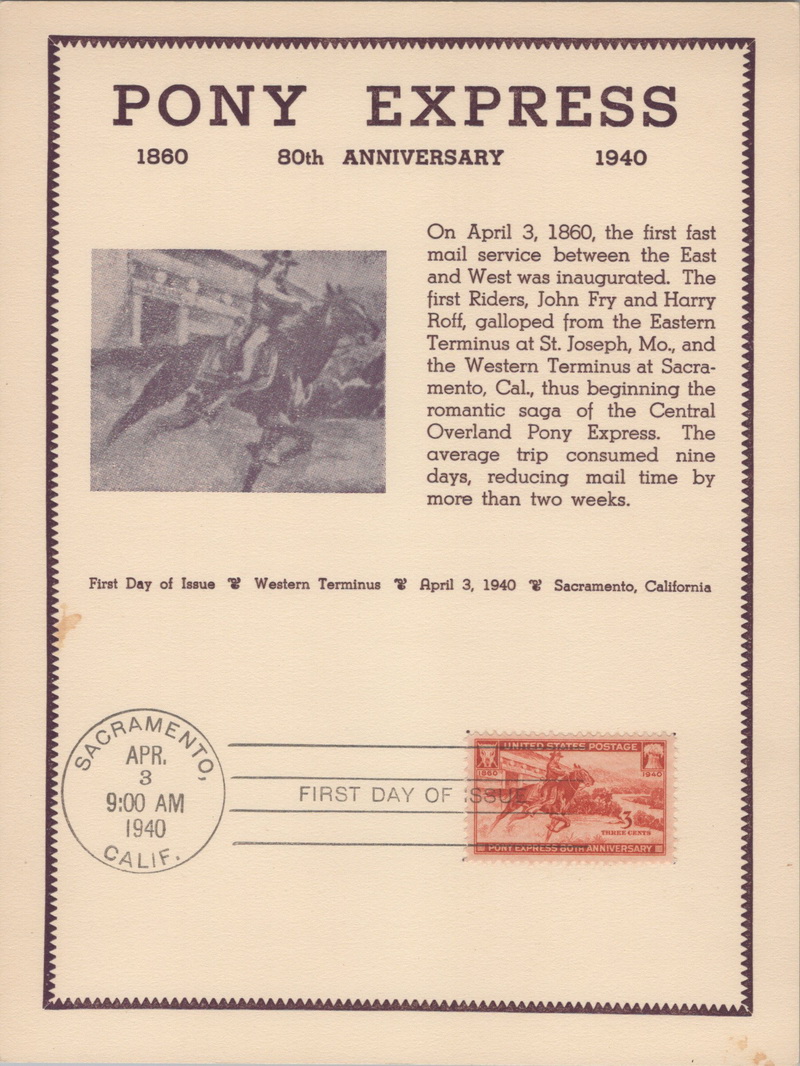 PONY EXPRESS
1860 80th ANNIVERSARY 1940
On April 3, 1860, the first fast
mail service between the East
and West was inaugurated. The
first Riders, John Fry and Harry
Roff, galloped from the Eastern
Terminus at St. Joseph, Mo., and
the Western Terminus at Sacra-
mento, Cal., thus beginning the
romantic saga of the Central
Overland Pony Express. The
average trip consumed nine
days, reducing mail time by
more than two weeks.
First Day of Issue ❦ Western Terminus ❦ April 3, 1940 ❦ Sacramento, California
SACRAMENTO,
APR.
3
9:00 AM
1940
CALIF.
FIRST DAY OF ISSUE
UNITED STATES POSTAGE
1860 1940
3
THREE CENTS
PONY EXPRESS 80TH ANNIVERSARY